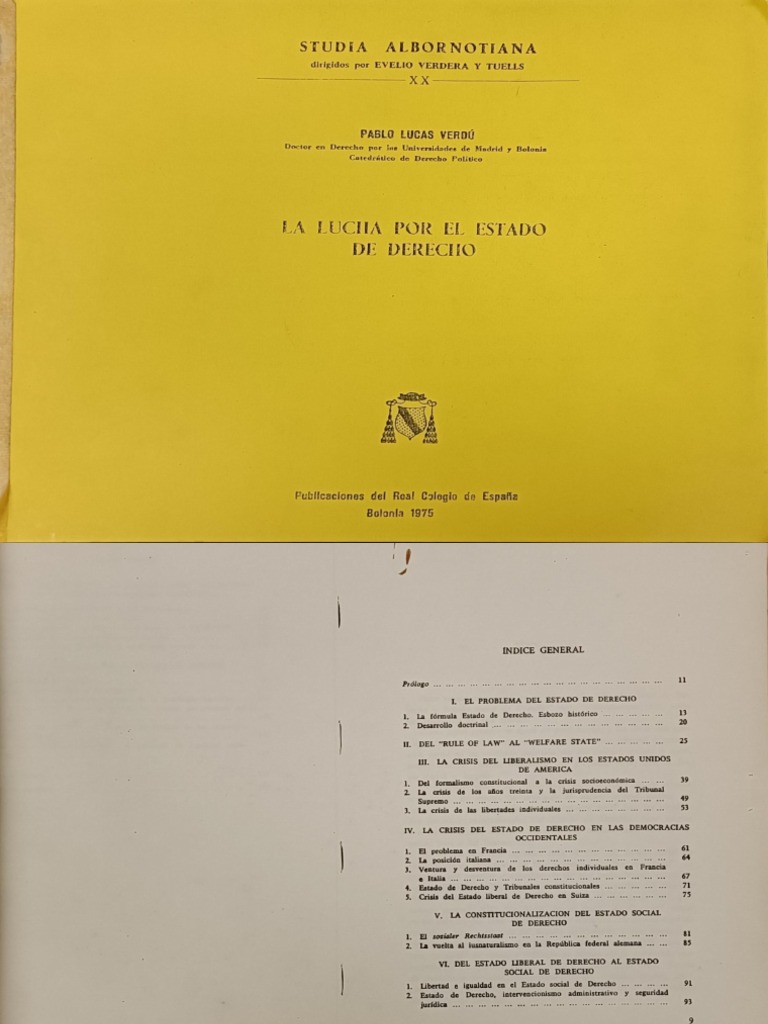 STUDIA ALBORNOTIANA
dirigidos por EVELIO VERDERA Y TUELLS
XX
PABLO LUCAS VERDÚ
Doctor en Derecho por las Universidades de Madrid y Bolonia
Catedrático de Derecho Político
LA LUCHA POR EL ESTADO
DE DERECHO
Publicaciones del Real Colegio de España
Bolonia 1975
INDICE GENERAL
Prólogo ... ... ... ... ... ... ... ... ... ... ... ... ... ... ... ... ... ... ... 11
I. EL PROBLEMA DEL ESTADO DE DERECHO
1. La fórmula Estado de Derecho. Esbozo histórico ... ... ... ... ... 13
2. Desarrollo doctrinal ... ... ... ... ... ... ... ... ... ... ... ... ... ... 20
II. DEL "RULE OF LAW" AL "WELFARE STATE" ... ... ... ... ... 25
III. LA CRISIS DEL LIBERALISMO EN LOS ESTADOS UNIDOS
DE AMERICA
1. Del formalismo constitucional a la crisis socioeconómica ... ... 39
2. La crisis de los años treinta y la jurisprudencia del Tribunal
Supremo ... ... ... ... ... ... ... ... ... ... ... ... ... ... ... ... ... ... 49
3. La crisis de las libertades individuales ... ... ... ... ... ... ... ... 53
IV. LA CRISIS DEL ESTADO DE DERECHO EN LAS DEMOCRACIAS
OCCIDENTALES
1. El problema en Francia ... ... ... ... ... ... ... ... ... ... ... ... ... 61
2. La posición italiana ... ... ... ... ... ... ... ... ... ... ... ... ... ... 64
3. Ventura y desventura de los derechos individuales en Francia
e Italia ... ... ... ... ... ... ... ... ... ... ... ... ... ... ... ... ... ... 67
4. Estado de Derecho y Tribunales constitucionales ... ... ... ... ... 71
5. Crisis del Estado liberal de Derecho en Suiza ... ... ... ... ... ... 75
V. LA CONSTITUCIONALIZACION DEL ESTADO SOCIAL
DE DERECHO
1. El sozialer Rechtsstaat ... ... ... ... ... ... ... ... ... ... ... ... ... 81
2. La vuelta al iusnaturalismo en la República federal alemana ... ... 85
VI. DEL ESTADO LIBERAL DE DERECHO AL ESTADO
SOCIAL DE DERECHO
1. Libertad e igualdad en el Estado social de Derecho ... ... ... ... 91
2. Estado de Derecho, intervencionismo administrativo y seguridad
jurídica ... ... ... ... ... ... ... ... ... ... ... ... ... ... ... ... ... ... 93
9